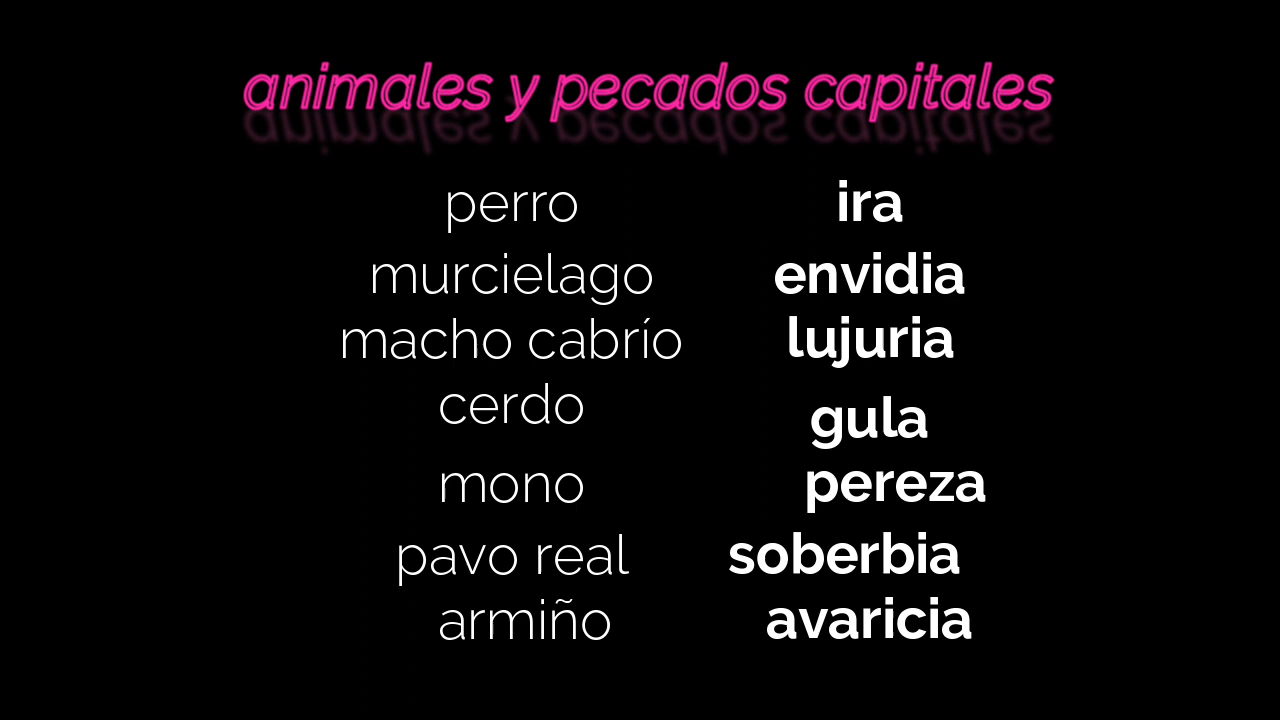 animales y pecados capitales
perro ira
murcielago envidia
macho cabrío lujuria
cerdo gula
mono pereza
pavo real soberbia
armiño avaricia